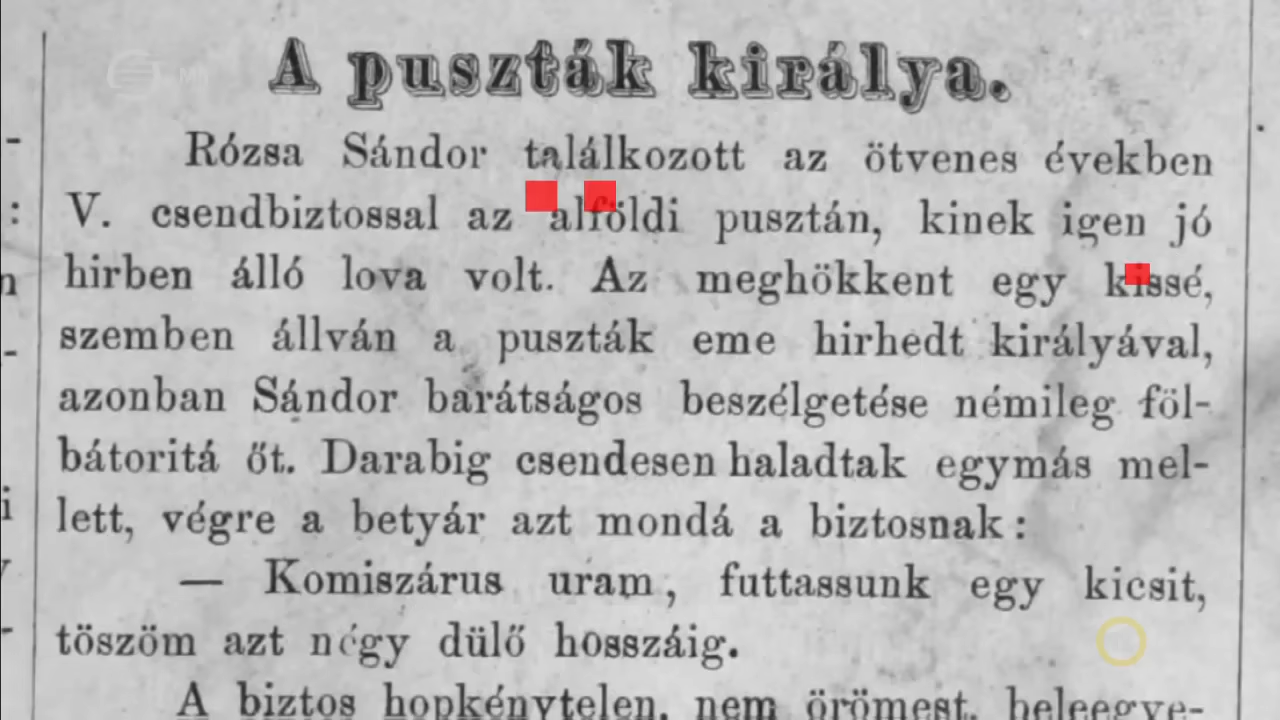 A puszták királya.
Rózsa Sándor találkozott az ötvenes években
V. csendbiztossal az alföldi pusztán, kinek igen jó
hirben álló lova volt. Az meghökkent egy kissé,
szemben állván a puszták eme hirhedt királyával,
azonban Sándor barátságos beszélgetése némileg föl-
bátoritá őt. Darabig csendesen haladtak egymás mel-
lett, végre a betyár azt mondá a biztosnak:
— Komiszárus uram, futtassunk egy kicsit,
töszöm azt négy dülő hosszáig.
A biztos hopkénytelen, nem örömest, beleegye-